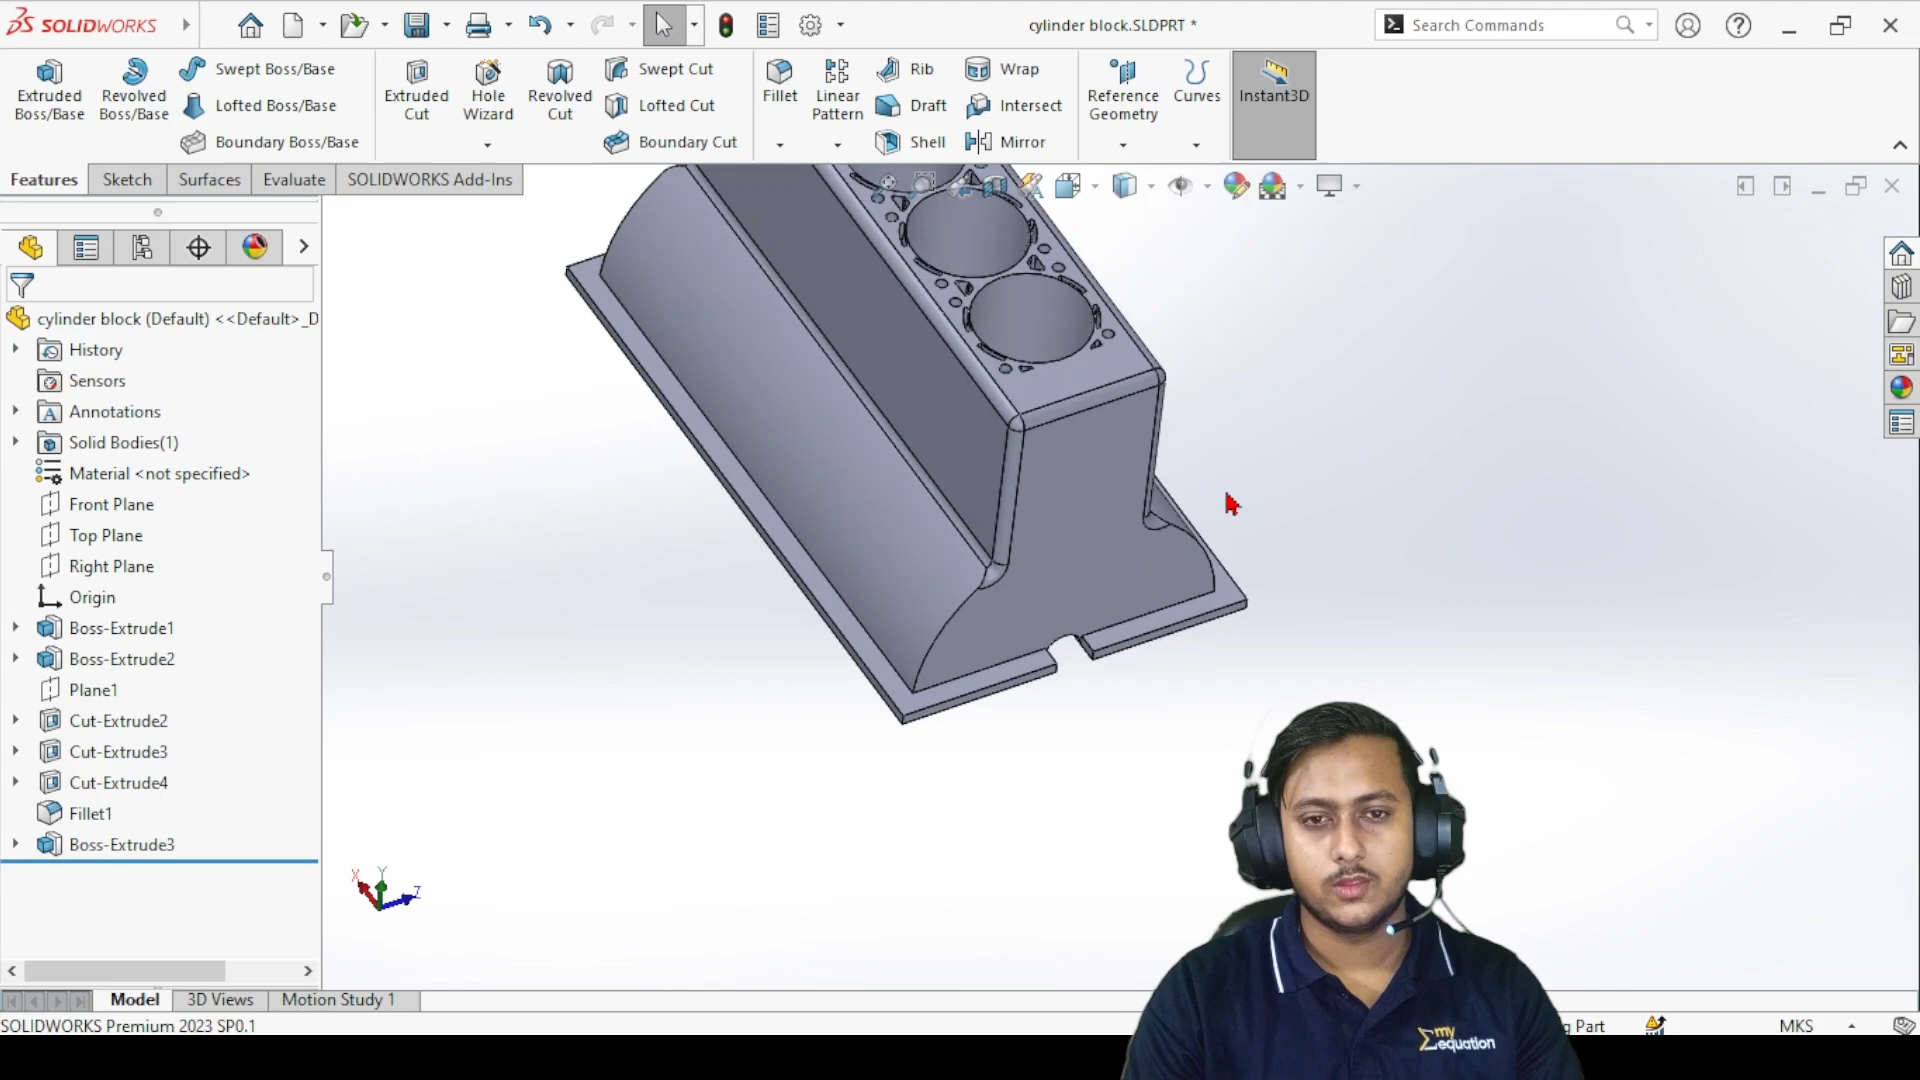 SOLIDWORKS
cylinder block.SLDPRT *
Search Commands
Extruded Boss/Base
Revolved Boss/Base
Swept Boss/Base
Lofted Boss/Base
Boundary Boss/Base
Extruded Cut
Hole Wizard
Revolved Cut
Swept Cut
Lofted Cut
Boundary Cut
Fillet
Linear Pattern
Rib
Draft
Shell
Wrap
Intersect
Mirror
Reference Geometry
Curves
Instant3D
Features
Sketch
Surfaces
Evaluate
SOLIDWORKS Add-Ins
cylinder block (Default) <<Default>_D
History
Sensors
Annotations
Solid Bodies(1)
Material <not specified>
Front Plane
Top Plane
Right Plane
Origin
Boss-Extrude1
Boss-Extrude2
Plane1
Cut-Extrude2
Cut-Extrude3
Cut-Extrude4
Fillet1
Boss-Extrude3
X
Y
Z
Model
3D Views
Motion Study 1
SOLIDWORKS Premium 2023 SP0.1
g Part
MKS
my
equation